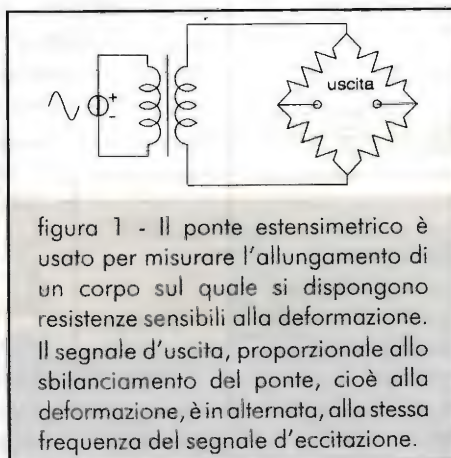 +
-
uscita
figura 1 - Il ponte estensimetrico è
usato per misurare l'allungamento di
un corpo sul quale si dispongono
resistenze sensibili alla deformazione.
Il segnale d'uscita, proporzionale allo
sbilanciamento del ponte, cioè alla
deformazione, è in alternata, alla stessa
frequenza del segnale d'eccitazione.